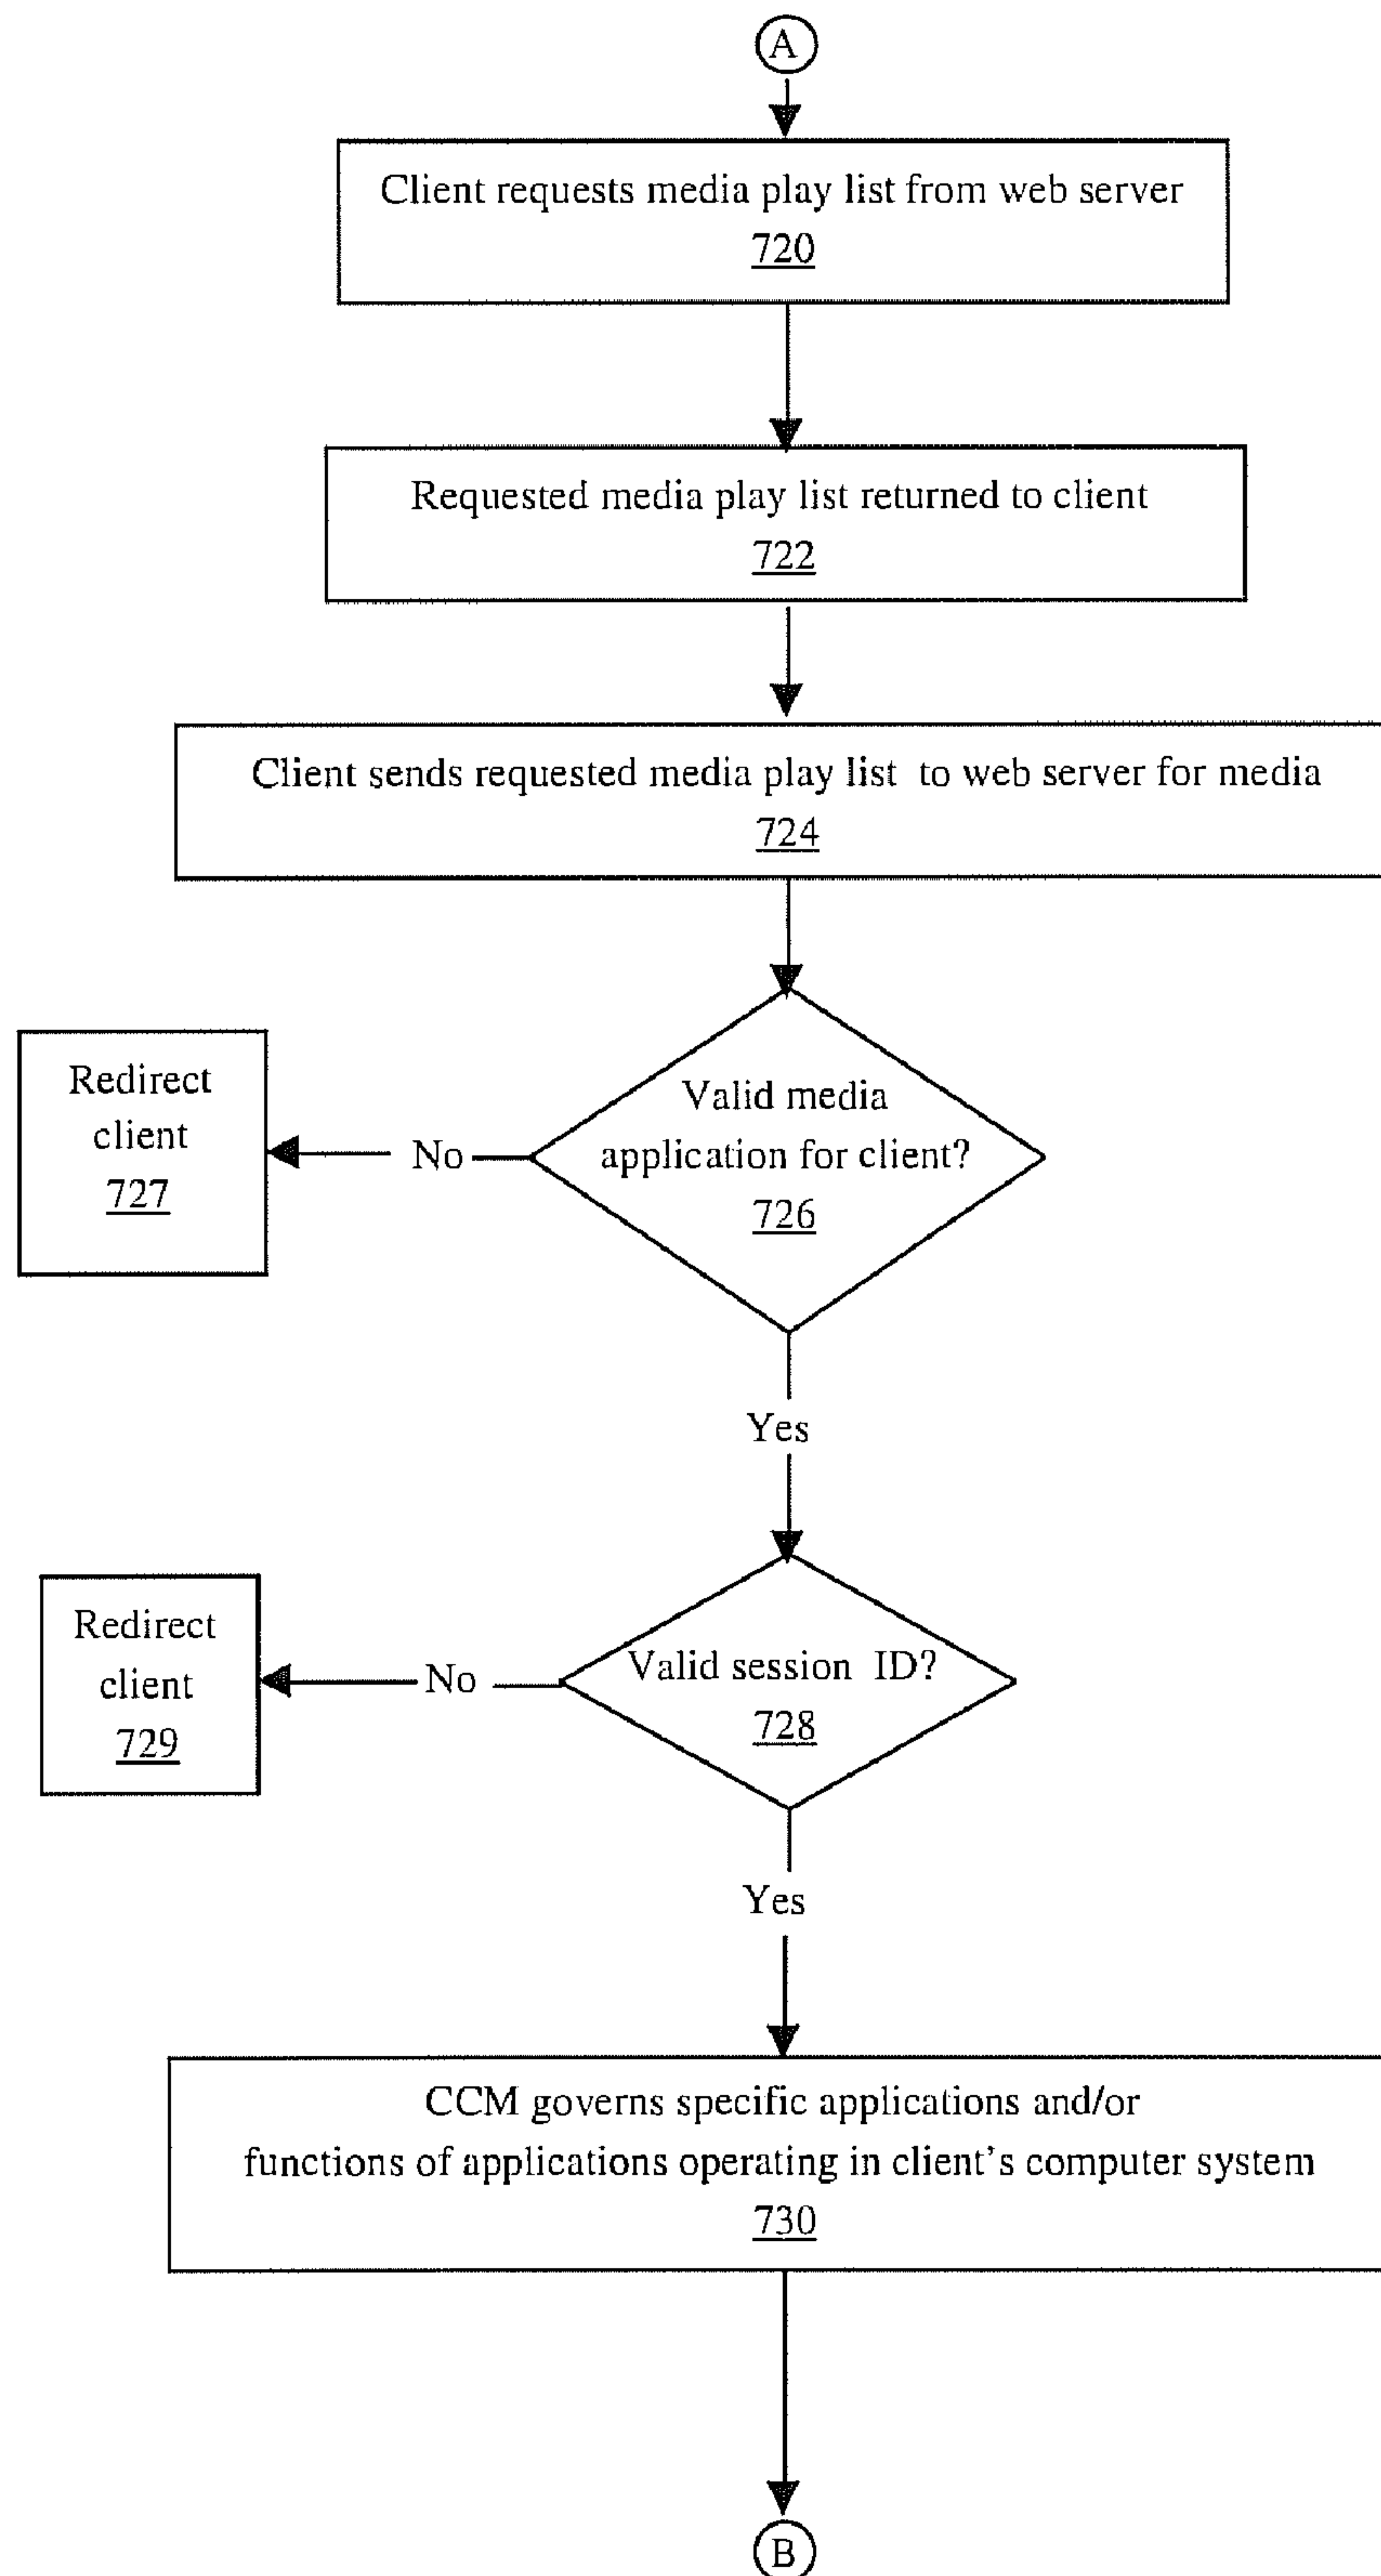 A
Client requests media play list from web server
720
Requested media play list returned to client
722
Client sends requested media play list to web server for media
724
Valid media
application for client?
726
No
Redirect
client
727
Yes
Valid session ID?
728
No
Redirect
client
729
Yes
CCM governs specific applications and/or
functions of applications operating in client's computer system
730
B